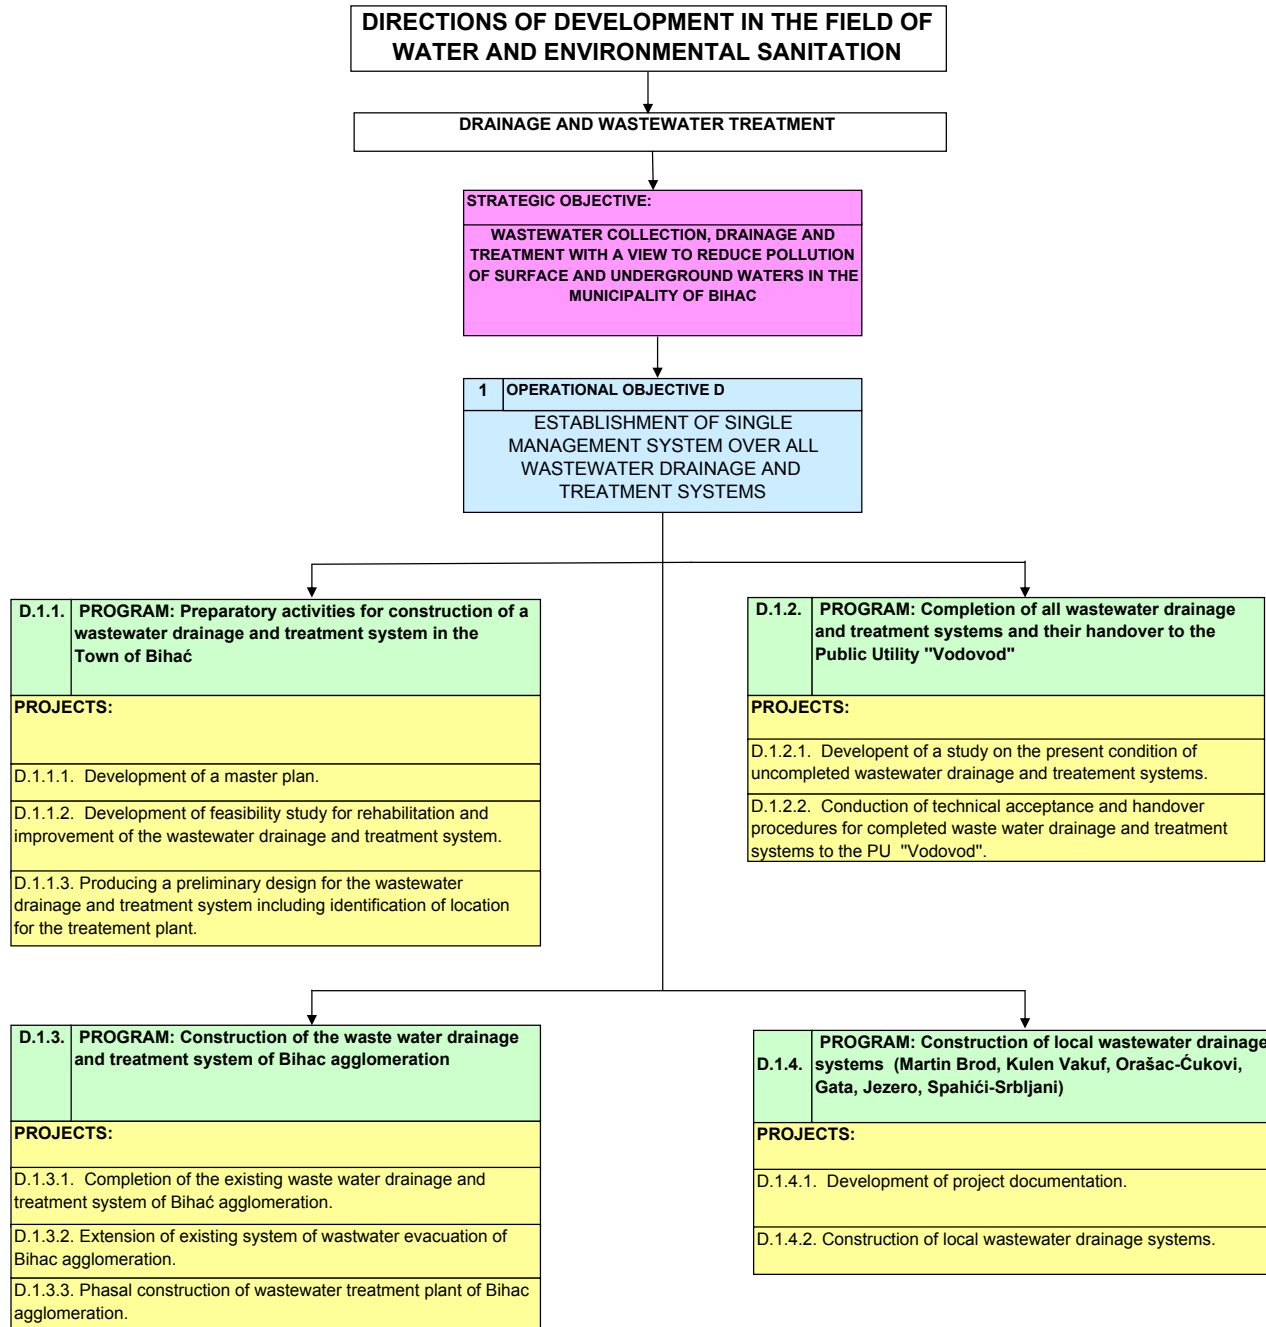 DIRECTIONS OF DEVELOPMENT IN THE FIELD OF
WATER AND ENVIRONMENTAL SANITATION
DRAINAGE AND WASTEWATER TREATMENT
STRATEGIC OBJECTIVE:
WASTEWATER COLLECTION, DRAINAGE AND
TREATMENT WITH A VIEW TO REDUCE POLLUTION
OF SURFACE AND UNDERGROUND WATERS IN THE
MUNICIPALITY OF BIHAC
1 OPERATIONAL OBJECTIVE D
ESTABLISHMENT OF SINGLE
MANAGEMENT SYSTEM OVER ALL
WASTEWATER DRAINAGE AND
TREATMENT SYSTEMS
D.1.1. PROGRAM: Preparatory activities for construction of a
wastewater drainage and treatment system in the
Town of Bihać
PROJECTS:
D.1.1.1. Development of a master plan.
D.1.1.2. Development of feasibility study for rehabilitation and
improvement of the wastewater drainage and treatment system.
D.1.1.3. Producing a preliminary design for the wastewater
drainage and treatment system including identification of location
for the treatement plant.
D.1.2. PROGRAM: Completion of all wastewater drainage
and treatment systems and their handover to the
Public Utility "Vodovod"
PROJECTS:
D.1.2.1. Developent of a study on the present condition of
uncompleted wastewater drainage and treatement systems.
D.1.2.2. Conduction of technical acceptance and handover
procedures for completed waste water drainage and treatment
systems to the PU "Vodovod".
D.1.3. PROGRAM: Construction of the waste water drainage
and treatment system of Bihac agglomeration
PROJECTS:
D.1.3.1. Completion of the existing waste water drainage and
treatment system of Bihać agglomeration.
D.1.3.2. Extension of existing system of wastwater evacuation of
Bihac agglomeration.
D.1.3.3. Phasal construction of wastewater treatment plant of Bihac
agglomeration.
PROGRAM: Construction of local wastewater drainage
D.1.4. systems (Martin Brod, Kulen Vakuf, Orašac-Ćukovi,
Gata, Jezero, Spahići-Srbljani)
PROJECTS:
D.1.4.1. Development of project documentation.
D.1.4.2. Construction of local wastewater drainage systems.